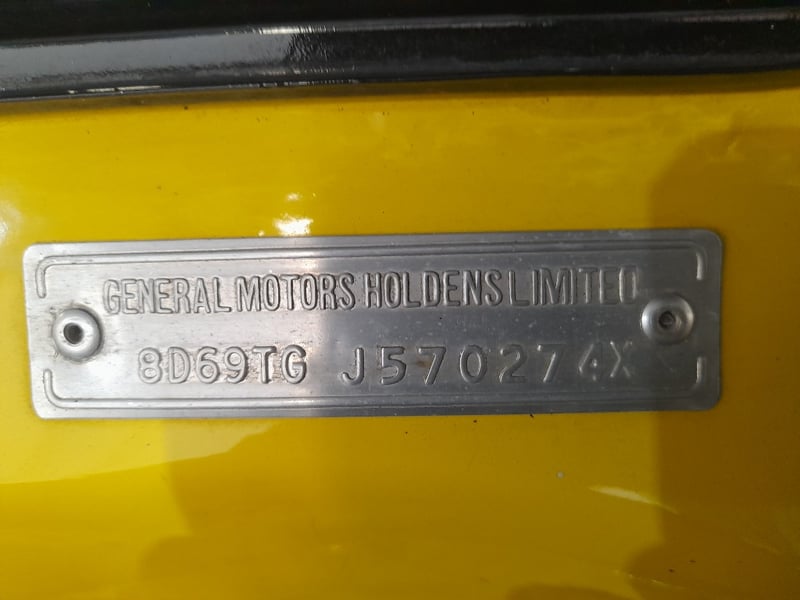 GENERAL MOTORS HOLDENS LIMITED
8D69TG J570274X